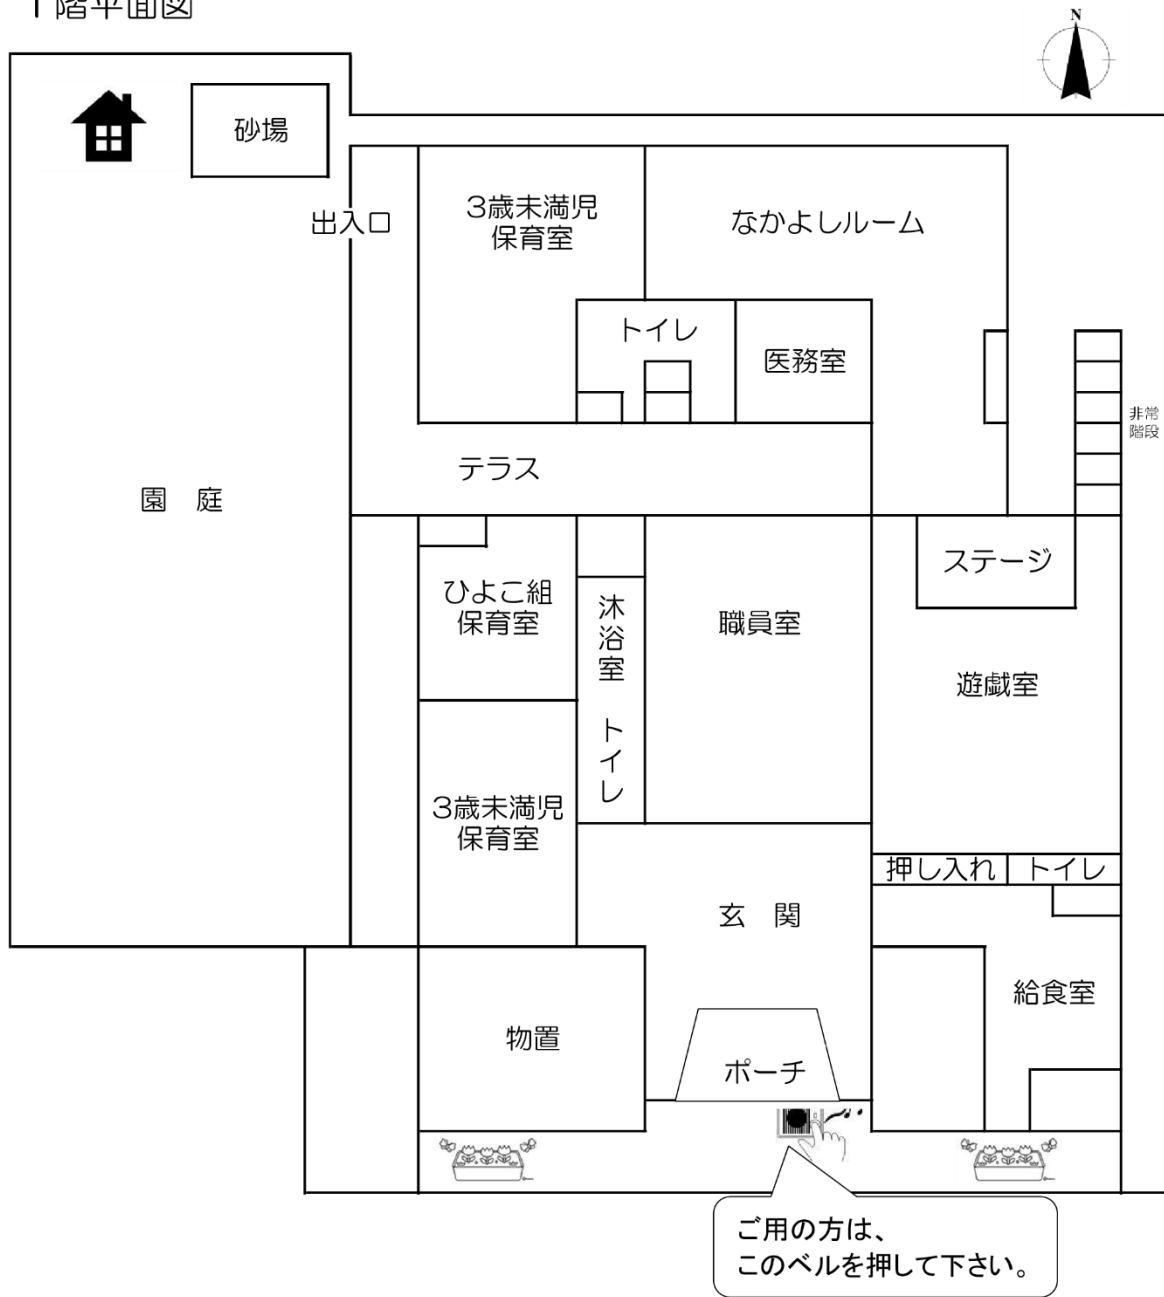 1階平面図
N
砂場
出入口
3歳未満児
保育室
なかよしルーム
トイレ
医務室
非常
階段
テラス
園 庭
ステージ
ひよこ組
保育室
沐浴室 トイレ
職員室
遊戯室
3歳未満児
保育室
押し入れ
トイレ
玄 関
給食室
物置
ポーチ
ご用の方は、
このベルを押して下さい。